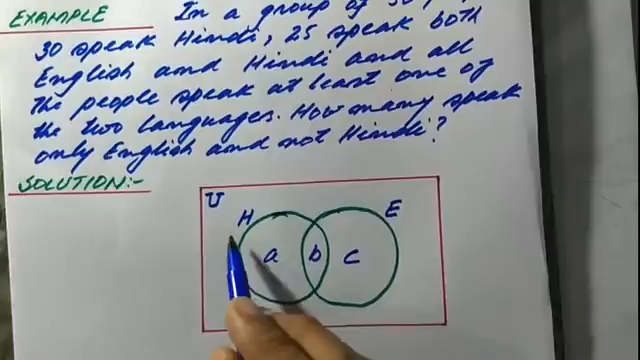 EXAMPLE In a group of 50
30 speak Hindi, 25 speak both
English and Hindi and all
the people speak at least one of
the two languages. How many speak
only English and not Hindi?
SOLUTION:-
U
H E
a b c